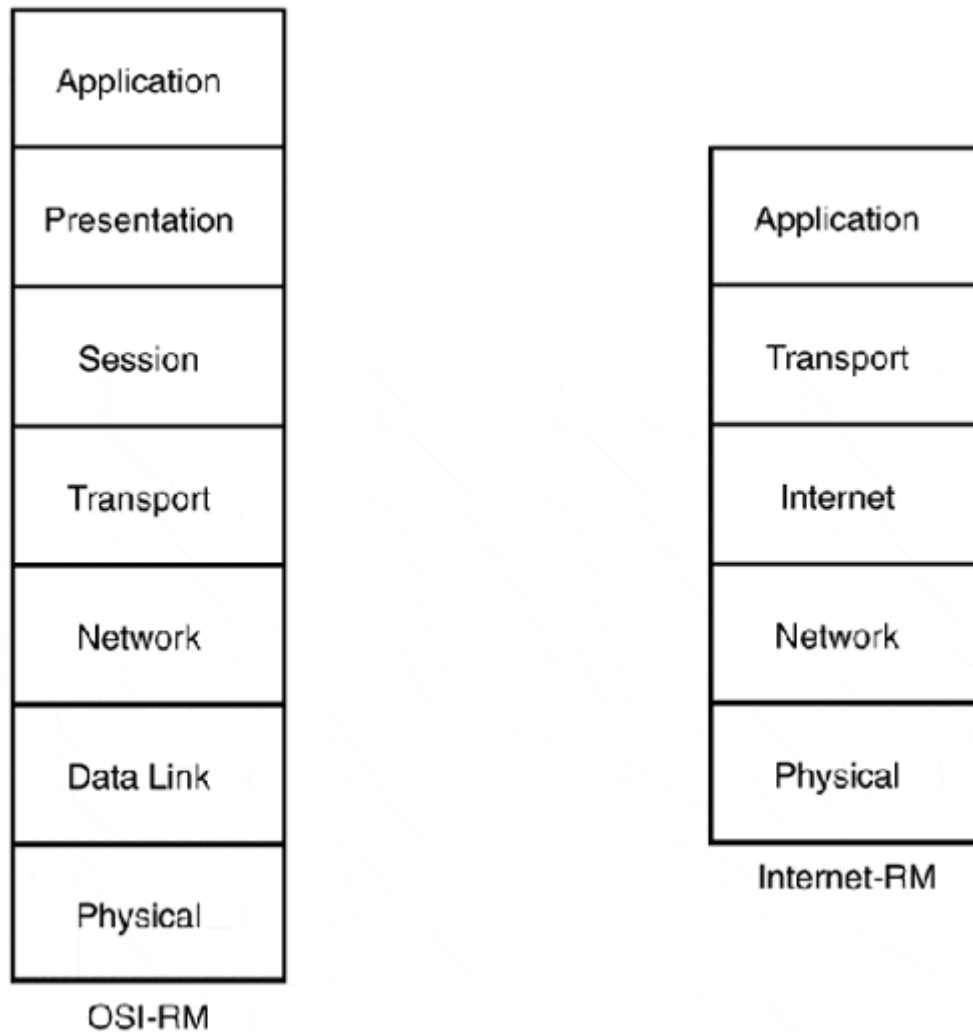 Application
Presentation
Session
Transport
Network
Data Link
Physical
OSI-RM
Application
Transport
Internet
Network
Physical
Internet-RM